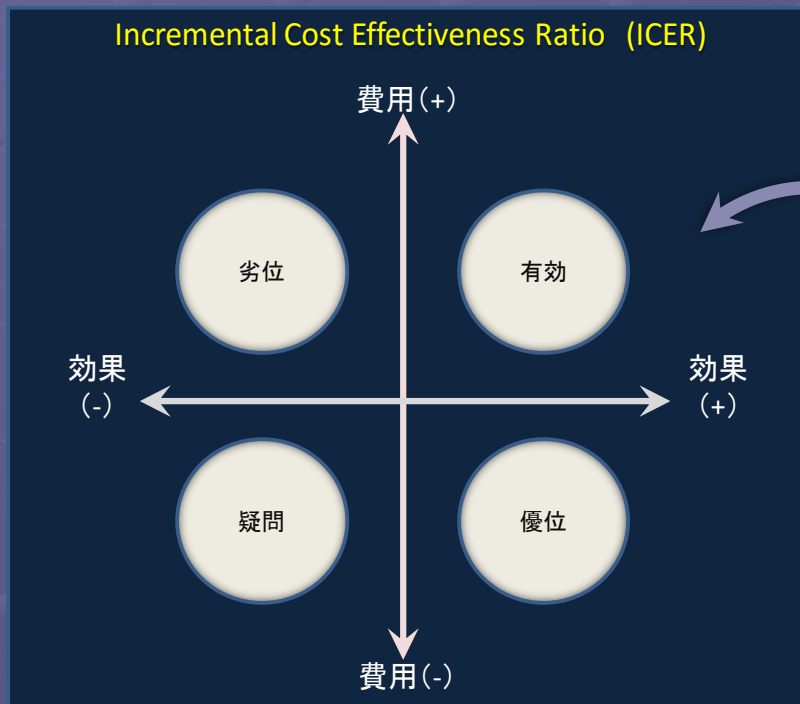 Incremental Cost Effectiveness Ratio (ICER)
費用(+)
劣位
有効
効果
(-)
効果
(+)
疑問
優位
費用(-)